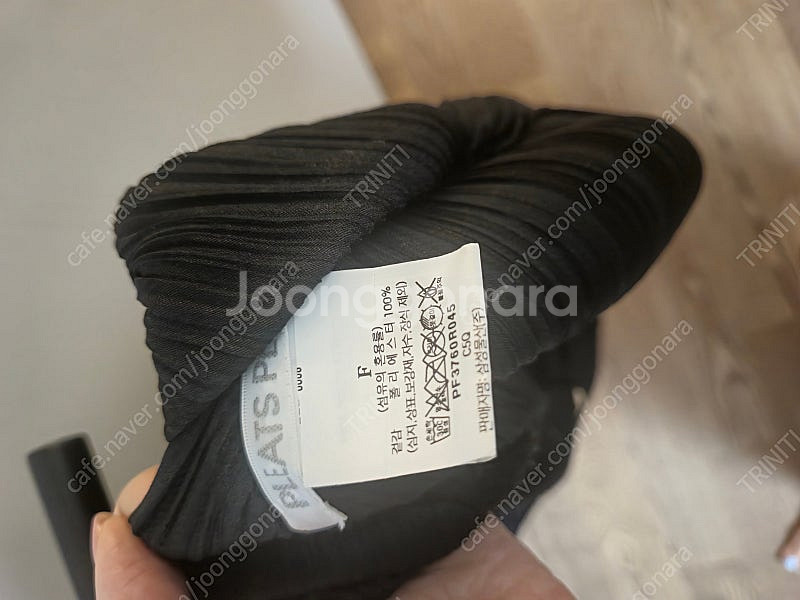 PLEATS PL
F
(섬유의 혼용률)
겉감 폴리에스터 100%
(심지,상표,보강재,자수,장식 제외)
PF3760R045
C5Q
판매자명: 삼성물산(주)
Joonggonara
cafe.naver.com/joonggonara
TRINITI